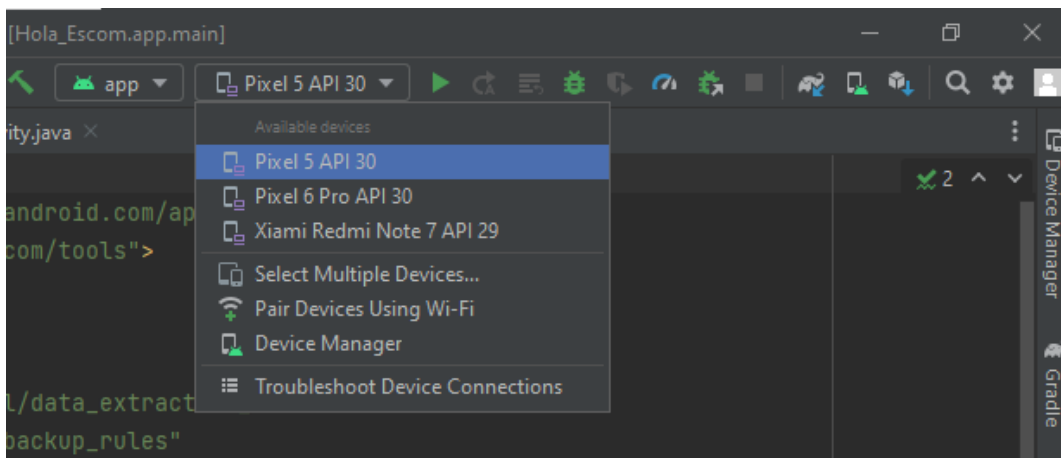 [Hola_Escom.app.main]
app
Pixel 5 API 30
ity.java
Available devices
Pixel 5 API 30
Pixel 6 Pro API 30
2
android.com/ap
Xiami Redmi Note 7 API 29
com/tools">
Select Multiple Devices...
Pair Devices Using Wi-Fi
Device Manager
Troubleshoot Device Connections
l/data_extract
backup_rules"
Device Manager
Gradle